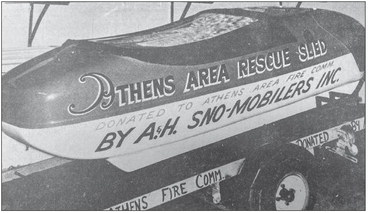 ATHENS AREA RESCUE SLED
DONATED TO ATHENS AREA FIRE COMM.
BY A&H. SNO-MOBILERS INC.
DONATED BY
ATHENS FIRE COMM.